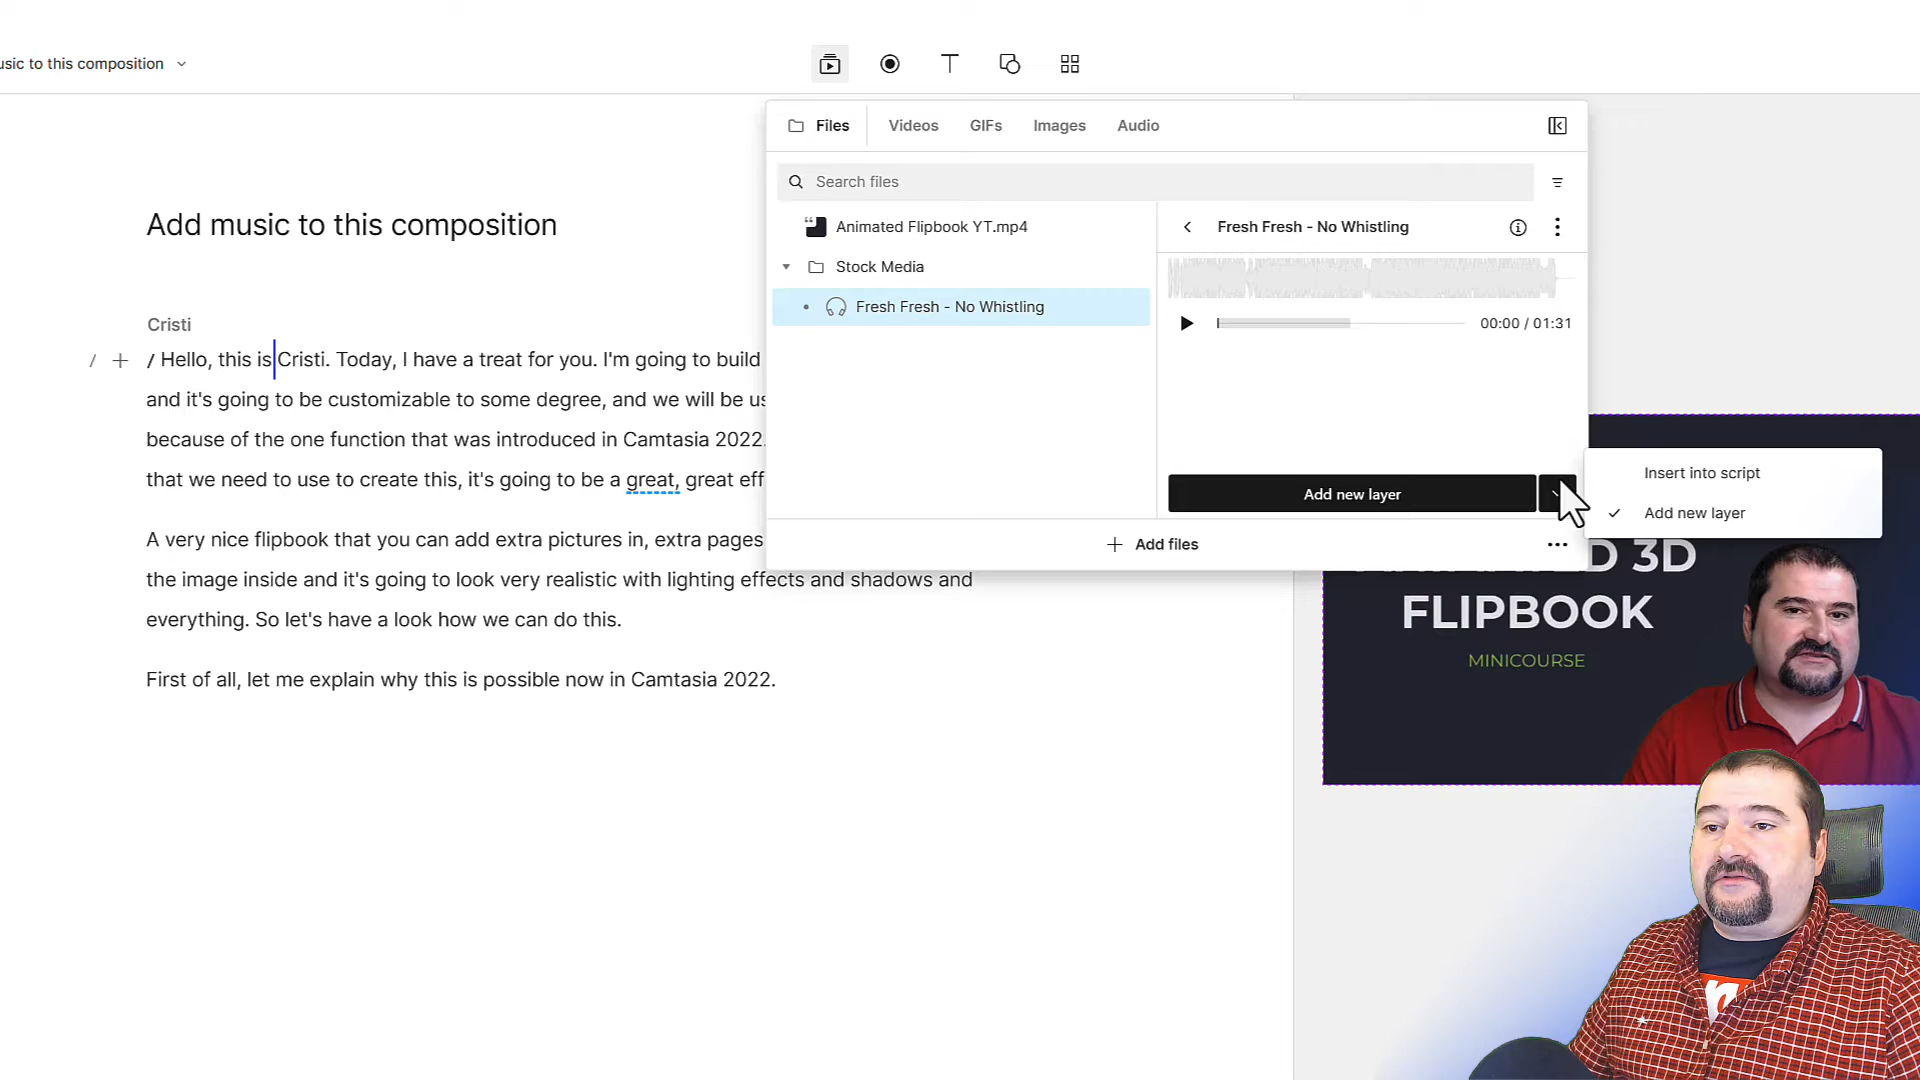 usic to this composition
Files Videos GIFs Images Audio
Search files
Animated Flipbook YT.mp4
Stock Media
Fresh Fresh - No Whistling
Fresh Fresh - No Whistling
00:00 / 01:31
Add new layer
Insert into script
Add new layer
+ Add files
Add music to this composition
Cristi
/ + / Hello, this is Cristi. Today, I have a treat for you. I'm going to build
and it's going to be customizable to some degree, and we will be us
because of the one function that was introduced in Camtasia 2022.
that we need to use to create this, it's going to be a great, great eff
A very nice flipbook that you can add extra pictures in, extra pages
the image inside and it's going to look very realistic with lighting effects and shadows and
everything. So let's have a look how we can do this.
First of all, let me explain why this is possible now in Camtasia 2022.
3D
FLIPBOOK
MINICOURSE